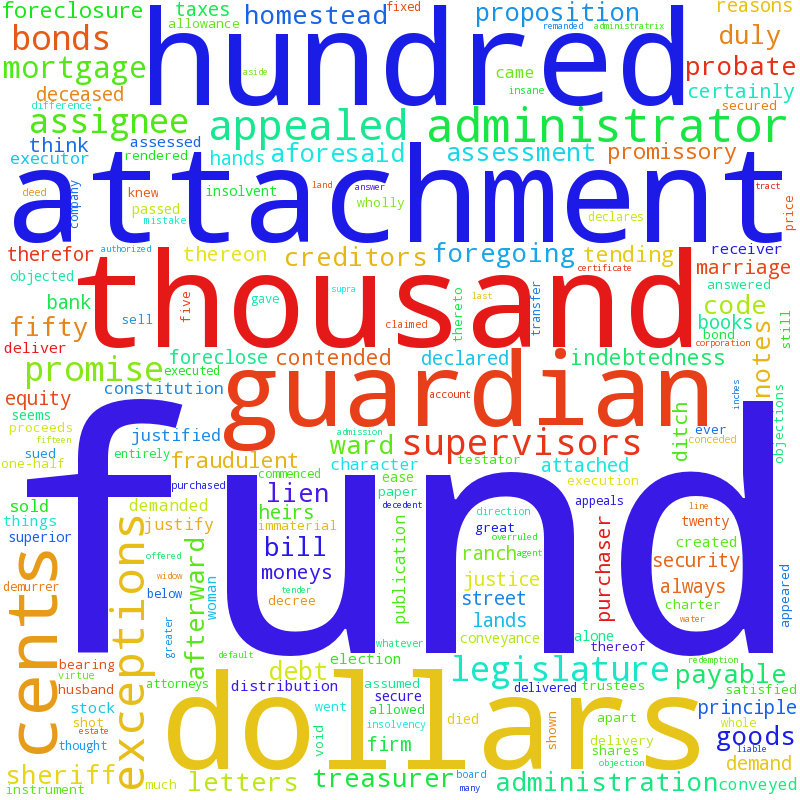 foreclosure
taxes
allowance
homestead
fixed
proposition
reasons
bonds
hundred
remanded
administratrix
duly
mortgage
aside
came
insane
probate
deceased
certainly
difference
secured
assignee
appealed
administrator
think
assessed
executor
rendered
hands
aforesaid
assessment
promissory
attachment
deed
company
knew
insolvent
land
answer
wholly
tract
price
passed
mistake
declares
therefor
authorized
thereon
creditors
foregoing
tending
receiver
objected
thousand
supra
certificate
marriage
answered
bank
gave
last
code
fifty
sell
five
claimed
thereto
transfer
books
bond
still
deliver
corporation
foreclose
contended
declared
indebtedness
notes
promise
executed
guardian
account
constitution
inches
equity
seems
proceeds
fifteen
justified
admission
ward
supervisors
ditch
ever
conceded
objections
sued
entirely
one-half
fraudulent
character
testator
attached
commenced
purchased
lien
ease
paper
decedent
execution
appeals
sold
things
demanded
heirs
direction
great
line
twenty
superior
justify
immaterial
bill
publication
overruled
ranch
agent
purchaser
created
security
fund
cents
exceptions
offered
demurrer
widow
moneys
tender
justice
always
below
woman
decree
street
charter
appeared
afterward
lands
water
greater
whatever
conveyance
alone
thereof
bearing
default
election
debt
legislature
redemption
virtue
payable
husband
attorneys
distribution
assumed
delivered
trustees
satisfied
stock
secure
principle
shot
dollars
went
allowed
died
apart
whole
estate
insolvency
shown
goods
thought
void
firm
delivery
shares
liable
sheriff
objection
demand
instrument
much
letters
treasurer
board
many
administration
conveyed